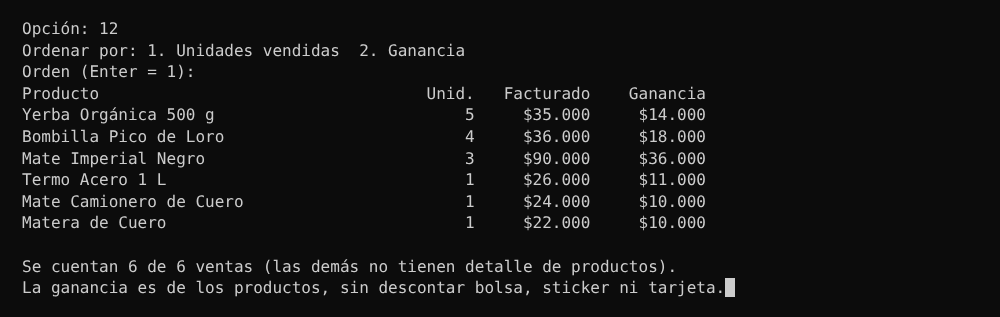 Opción: 12
Ordenar por: 1. Unidades vendidas  2. Ganancia
Orden (Enter = 1):
Producto                                  Unid.   Facturado    Ganancia
Yerba Orgánica 500 g                          5     $35.000     $14.000
Bombilla Pico de Loro                         4     $36.000     $18.000
Mate Imperial Negro                           3     $90.000     $36.000
Termo Acero 1 L                               1     $26.000     $11.000
Mate Camionero de Cuero                       1     $24.000     $10.000
Matera de Cuero                               1     $22.000     $10.000
Se cuentan 6 de 6 ventas (las demás no tienen detalle de productos).
La ganancia es de los productos, sin descontar bolsa, sticker ni tarjeta.